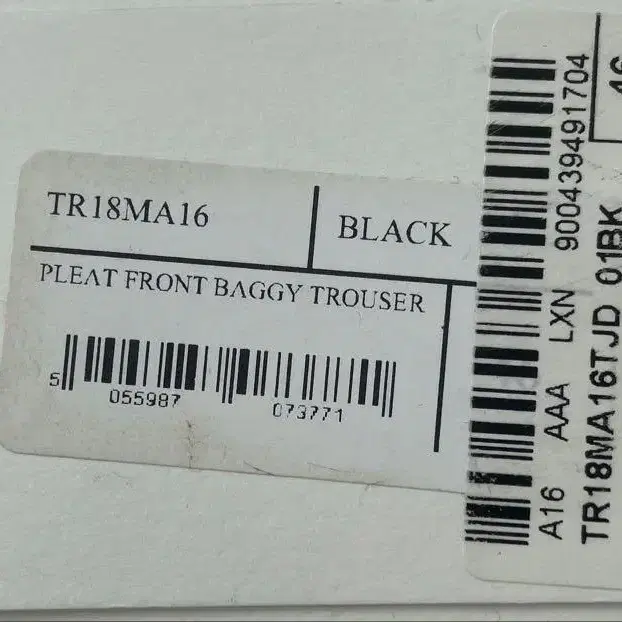 TR18MA16
BLACK
PLEAT FRONT BAGGY TROUSER
5 055987 073771
9004394917​04
A16 AAA LXN
TR18MA16TJD 01BK